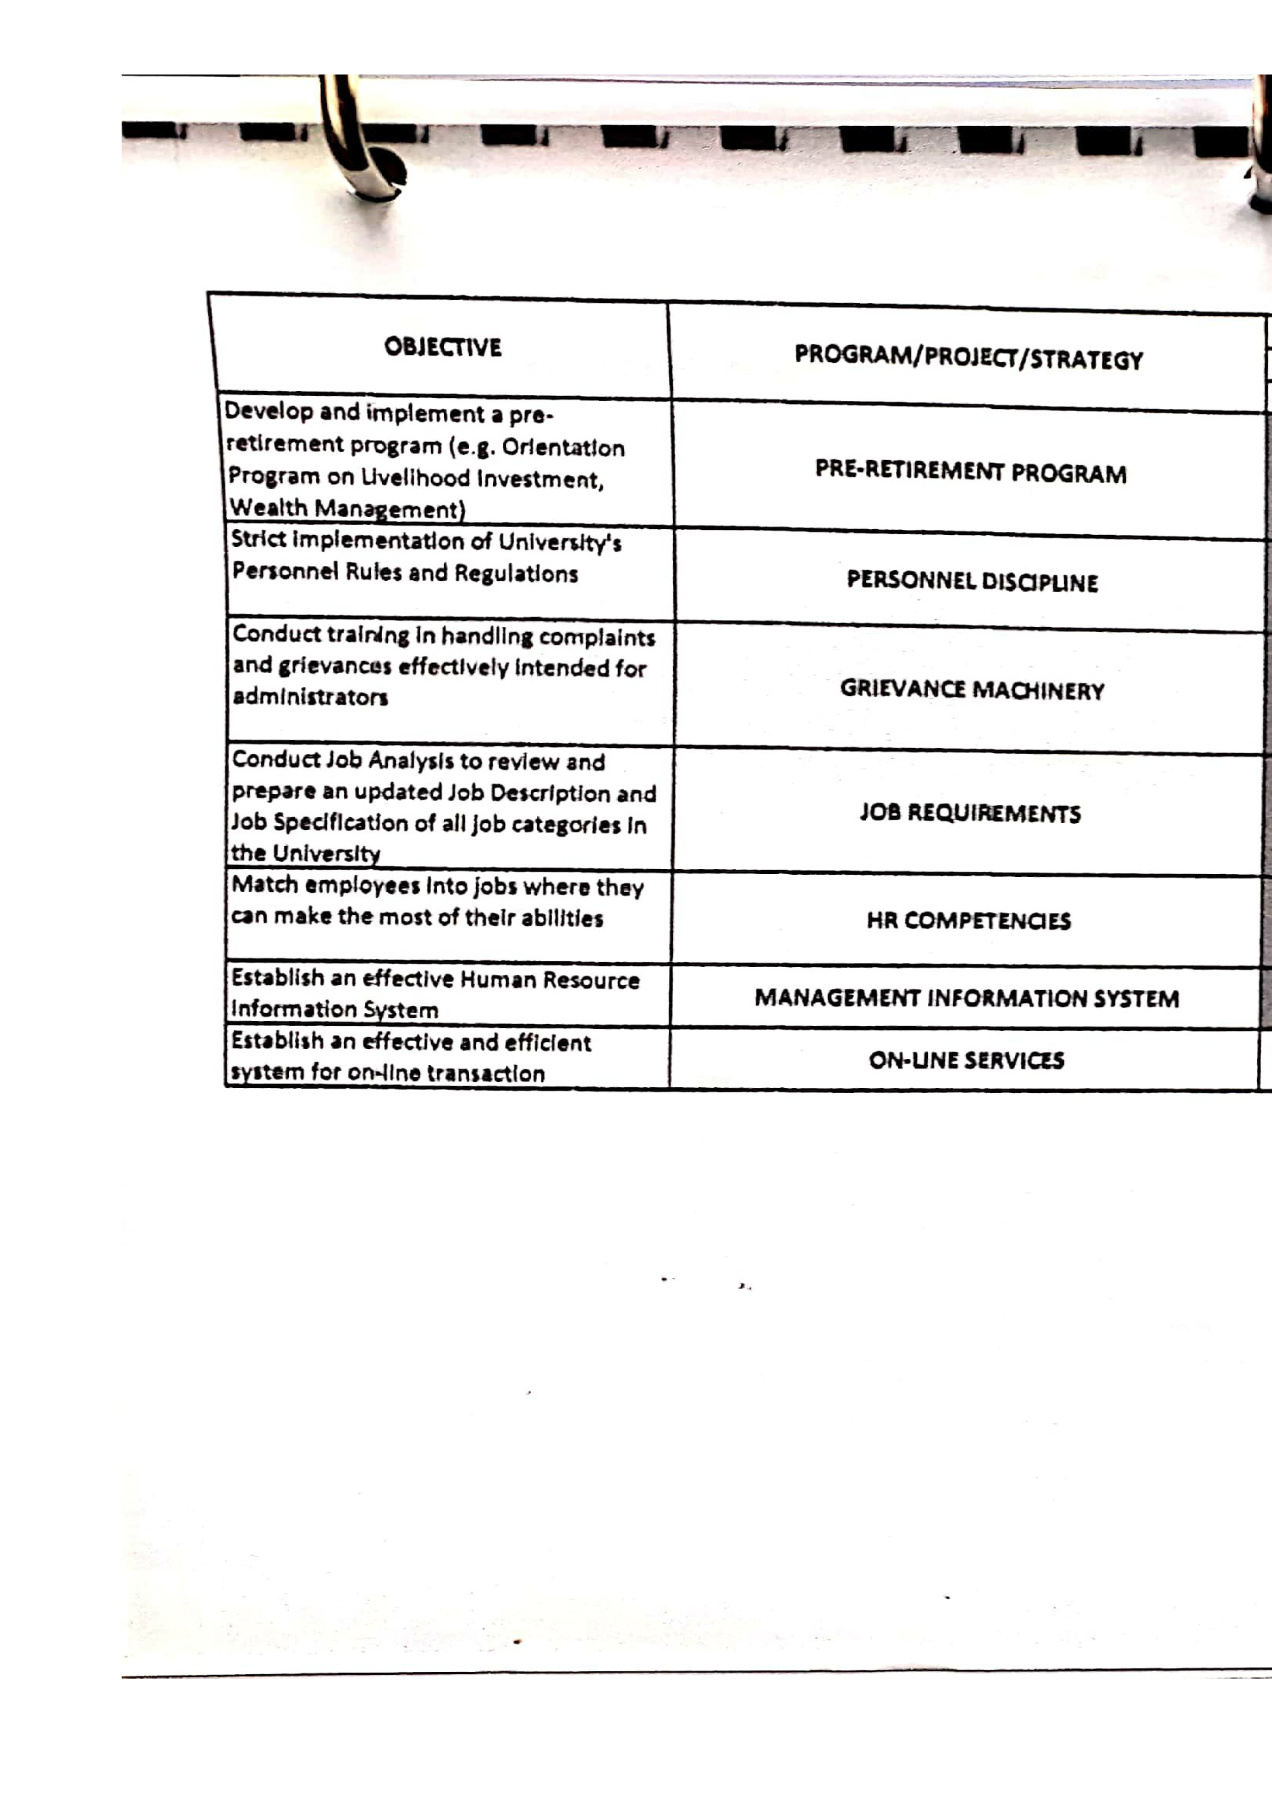 OBJECTIVE
PROGRAM/PROJECT/STRATEGY
Develop and implement a pre-
retirement program (e.g. Orientation
Program on Livelihood Investment,
Wealth Management)
PRE-RETIREMENT PROGRAM
Strict implementation of University's
Personnel Rules and Regulations
PERSONNEL DISCIPLINE
Conduct training in handling complaints
and grievances effectively intended for
administrators
GRIEVANCE MACHINERY
Conduct Job Analysis to review and
prepare an updated Job Description and
Job Specification of all job categories in
the University
JOB REQUIREMENTS
Match employees into jobs where they
can make the most of their abilities
HR COMPETENCIES
Establish an effective Human Resource
Information System
MANAGEMENT INFORMATION SYSTEM
Establish an effective and efficient
system for on-line transaction
ON-LINE SERVICES